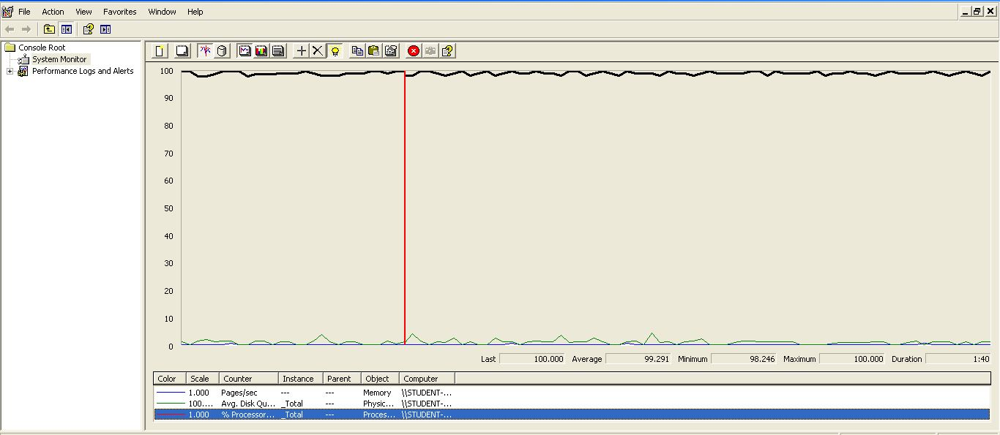 File Action View Favorites Window Help
Console Root
System Monitor
Performance Logs and Alerts
100
90
80
70
60
50
40
30
20
10
0
Last 100.000 Average 99.291 Minimum 98.246 Maximum 100.000 Duration 1:40
Color Scale Counter Instance Parent Object Computer
1.000 Pages/sec --- --- Memory \\STUDENT-...
100.... Avg. Disk Qu... _Total --- Physic... \\STUDENT-...
1.000 % Processor... _Total --- Proces... \\STUDENT-...